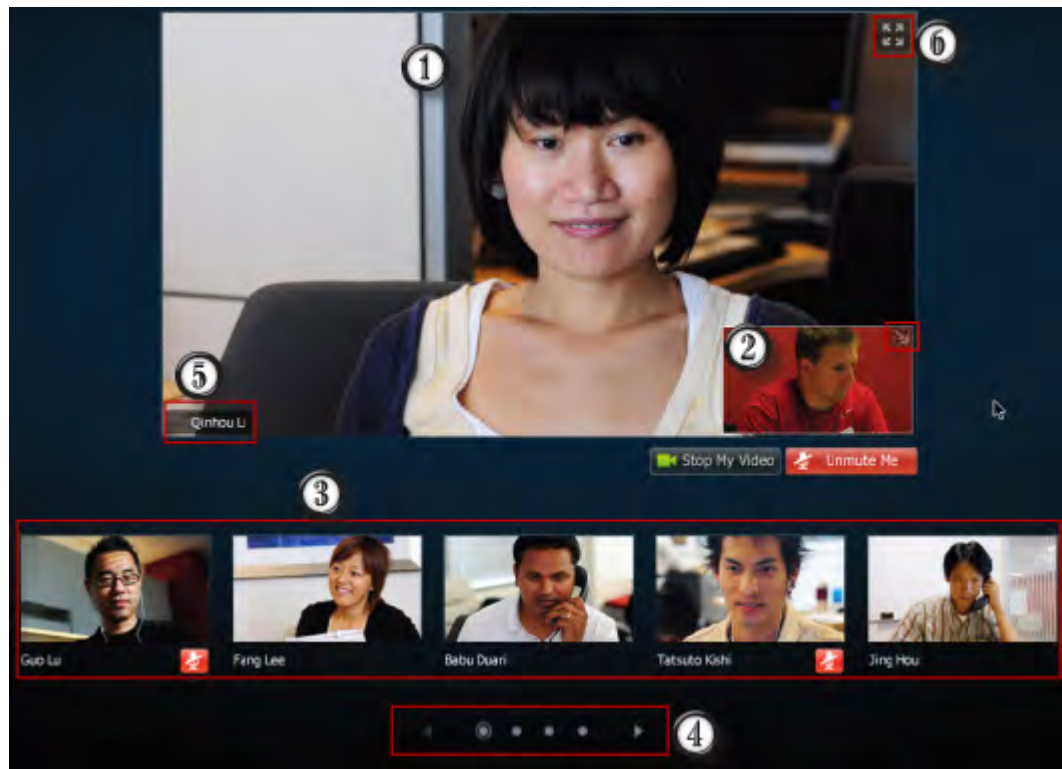 1
6
2
5
Qinhou Li
Stop My Video
Unmute Me
3
Guo Lu
Fang Lee
Babu Duari
Tatsuto Kishi
Jing Hou
4